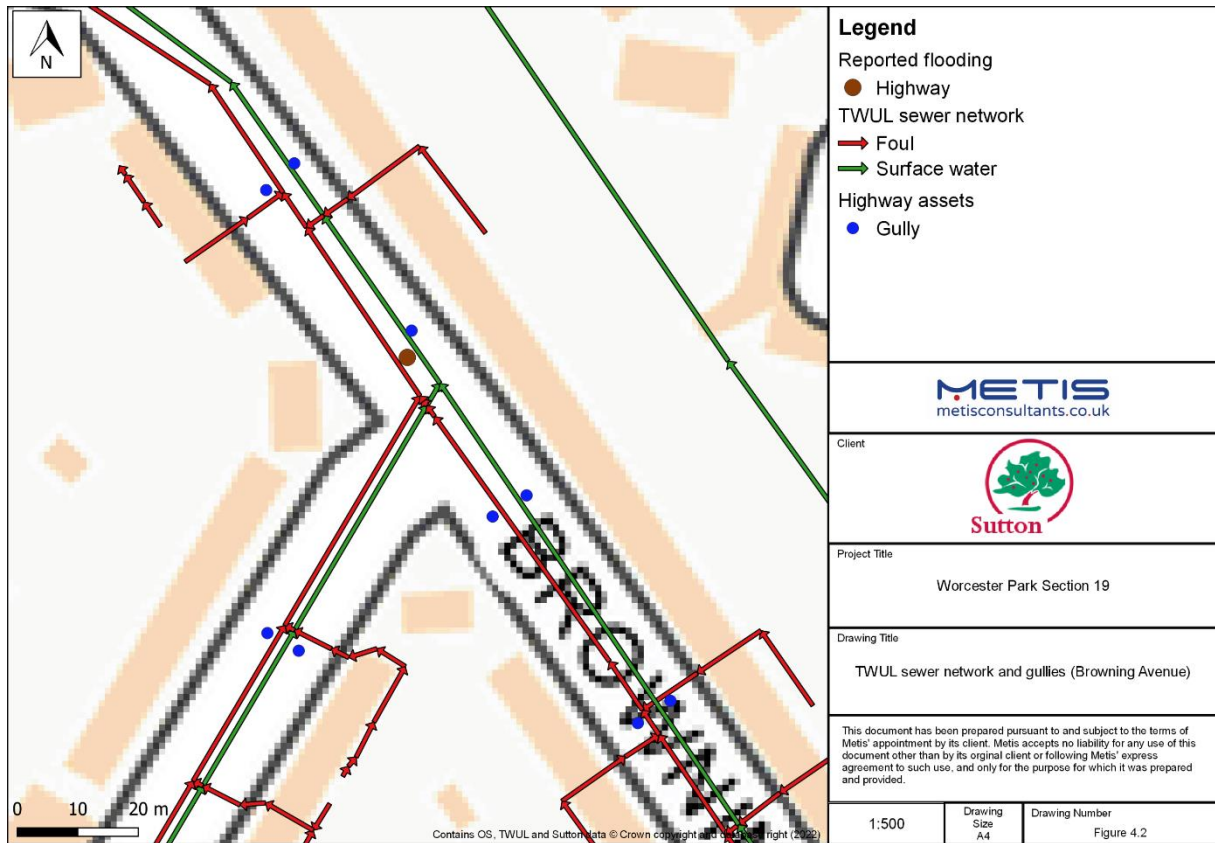 N
0 10 20 m
Contains OS, TWUL and Sutton data © Crown copyright and database right (2022)
Legend
Reported flooding
Highway
TWUL sewer network
Foul
Surface water
Highway assets
Gully
METIS
metisconsultants.co.uk
Client
Sutton
Project Title
Worcester Park Section 19
Drawing Title
TWUL sewer network and gullies (Browning Avenue)
This document has been prepared pursuant to and subject to the terms of
Metis' appointment by its client. Metis accepts no liability for any use of this
document other than by its orginal client or following Metis' express
agreement to such use, and only for the purpose for which it was prepared
and provided.
1:500
Drawing
Size
A4
Drawing Number
Figure 4.2